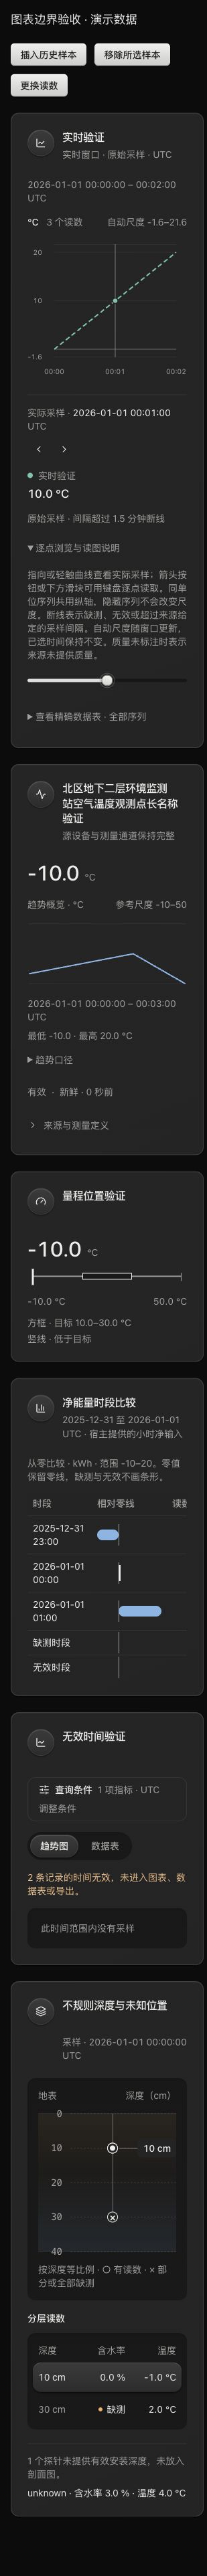 图表边界验收 · 演示数据
插入历史样本
移除所选样本
更换读数
实时验证
实时窗口 · 原始采样 · UTC
2026-01-01 00:00:00 – 00:02:00
UTC
°C 3 个读数
自动尺度 -1.6–21.6
20
10
-1.6
00:00
00:01
00:02
实际采样 · 2026-01-01 00:01:00
UTC
实时验证
10.0 °C
原始采样 · 间隔超过 1.5 分钟断线
逐点浏览与读图说明
指向或轻触曲线查看实际采样；箭头按
钮或下方滑块可用键盘逐点读取。同单
位序列共用纵轴，隐藏序列不会改变尺
度。断线表示缺测、无效或超过来源给
定的采样间隔。自动尺度随窗口更新，
已选时间保持不变。质量未标注时表示
来源未提供质量。
查看精确数据表 · 全部序列
北区地下二层环境监测
站空气温度观测点长名称
验证
源设备与测量通道保持完整
-10.0 °C
趋势概览 · °C
参考尺度 -10–50
2026-01-01 00:00:00 – 00:03:00
UTC
最低 -10.0 · 最高 20.0 °C
趋势口径
有效 · 新鲜 · 0 秒前
来源与测量定义
量程位置验证
-10.0 °C
-10.0 °C
50.0 °C
方框 · 目标 10.0–30.0 °C
竖线 · 低于目标
净能量时段比较
2025-12-31 至 2026-01-01
UTC · 宿主提供的小时净输入
从零比较 · kWh · 范围 -10–20。零值
保留零线，缺测与无效不画条形。
时段
相对零线
读数
2025-12-31
23:00
2026-01-01
00:00
2026-01-01
01:00
缺测时段
无效时段
无效时间验证
查询条件 1 项指标 · UTC
调整条件
趋势图
数据表
2 条记录的时间无效，未进入图表、数
据表或导出。
此时间范围内没有采样
不规则深度与未知位置
采样 · 2026-01-01 00:00:00
UTC
地表
深度（cm）
0
10
10 cm
20
30
40
按深度等比例 · ○ 有读数 · × 部
分或全部缺测
分层读数
深度
含水率
温度
10 cm
0.0 %
-1.0 °C
30 cm
缺测
2.0 °C
1 个探针未提供有效安装深度，未放入
剖面图。
unknown · 含水率 3.0 % · 温度 4.0 °C